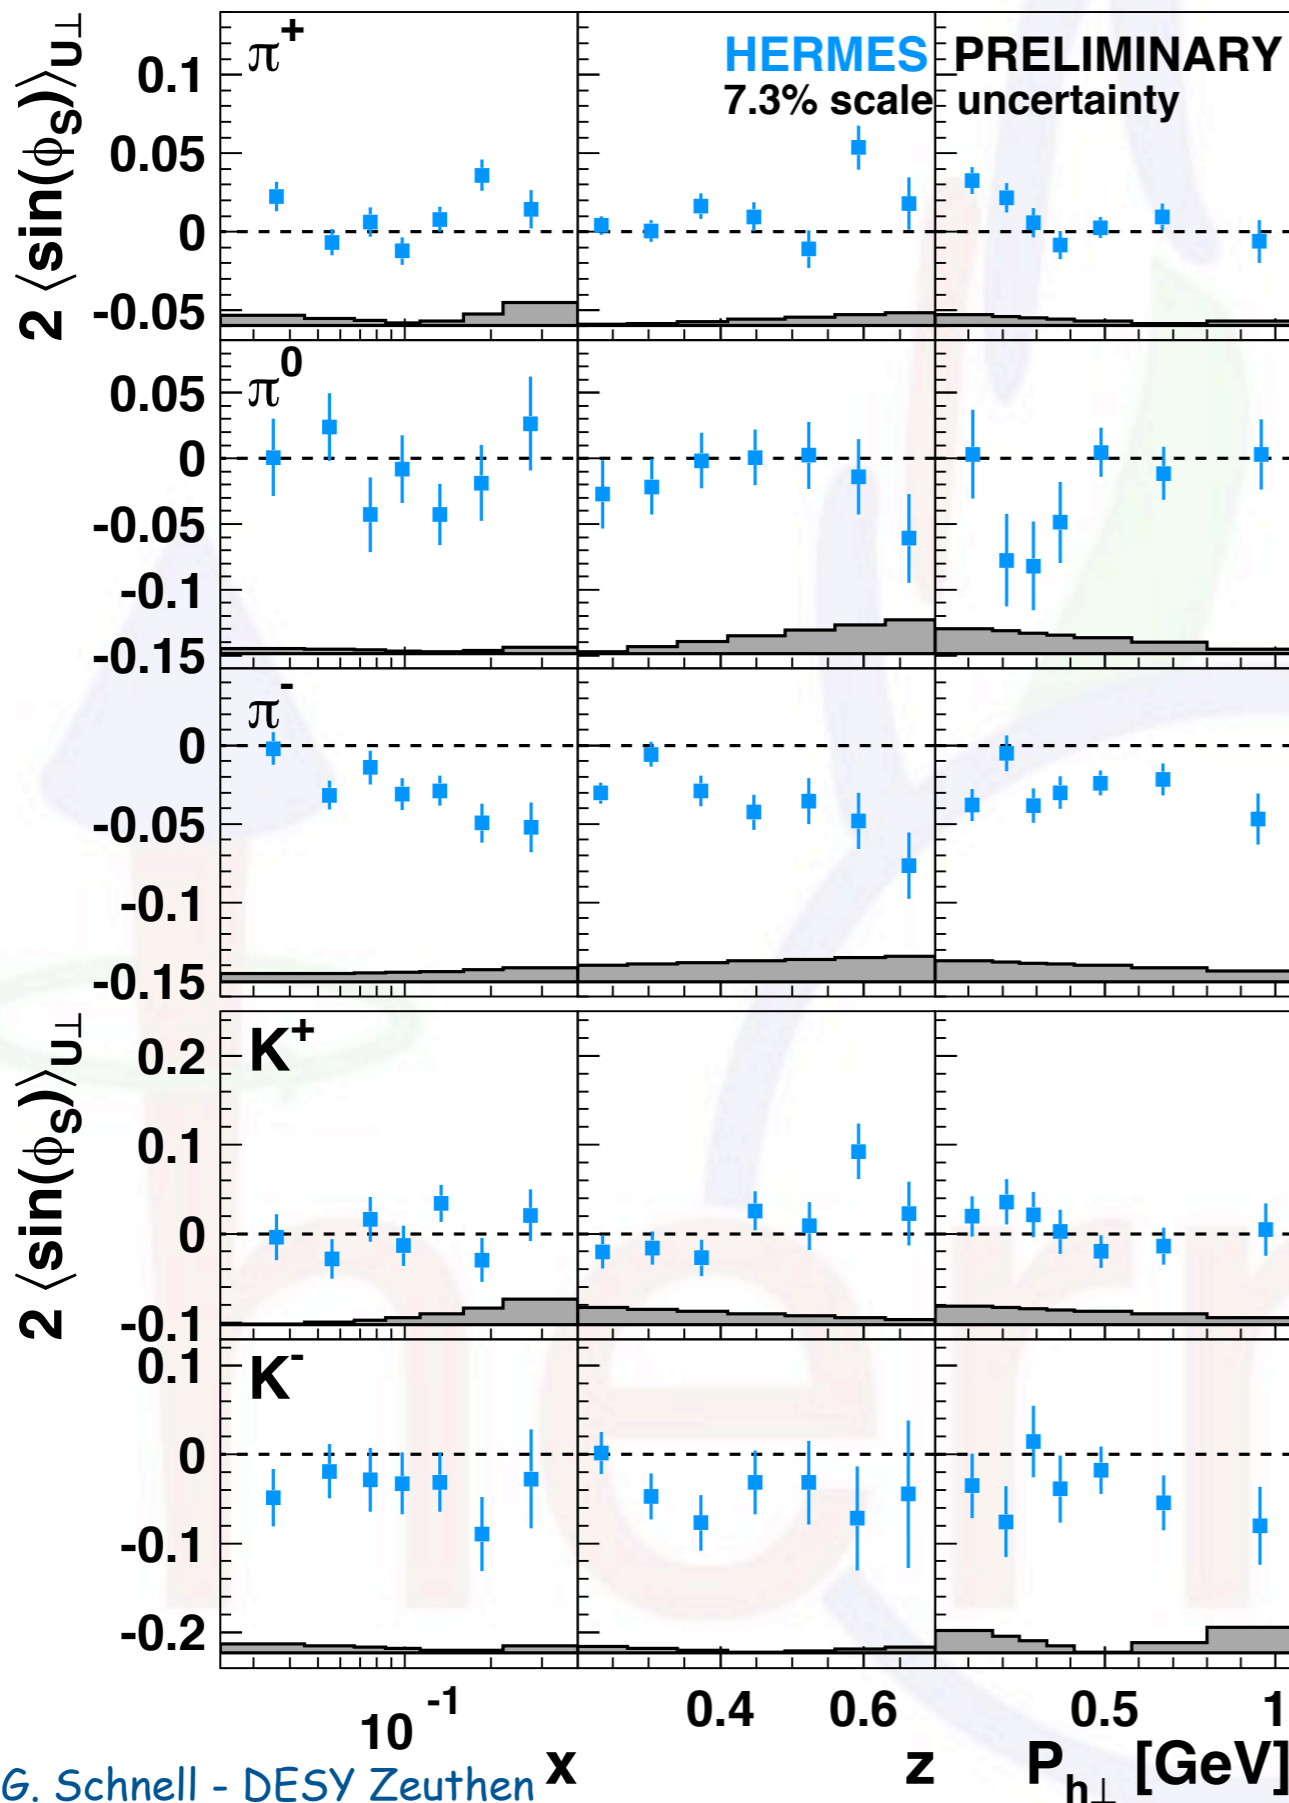 2 ⟨sin(ϕS)⟩U⊥
π+
HERMES PRELIMINARY
7.3% scale uncertainty
0.1
0.05
0
-0.05
π0
0.05
0
-0.05
-0.1
-0.15
π-
0
-0.05
-0.1
-0.15
2 ⟨sin(ϕS)⟩U⊥
K+
0.2
0.1
0
-0.1
K-
0.1
0
-0.1
-0.2
10-1 0.4 0.6 0.5 1
x z Ph⊥ [GeV]
G. Schnell - DESY Zeuthen
herm